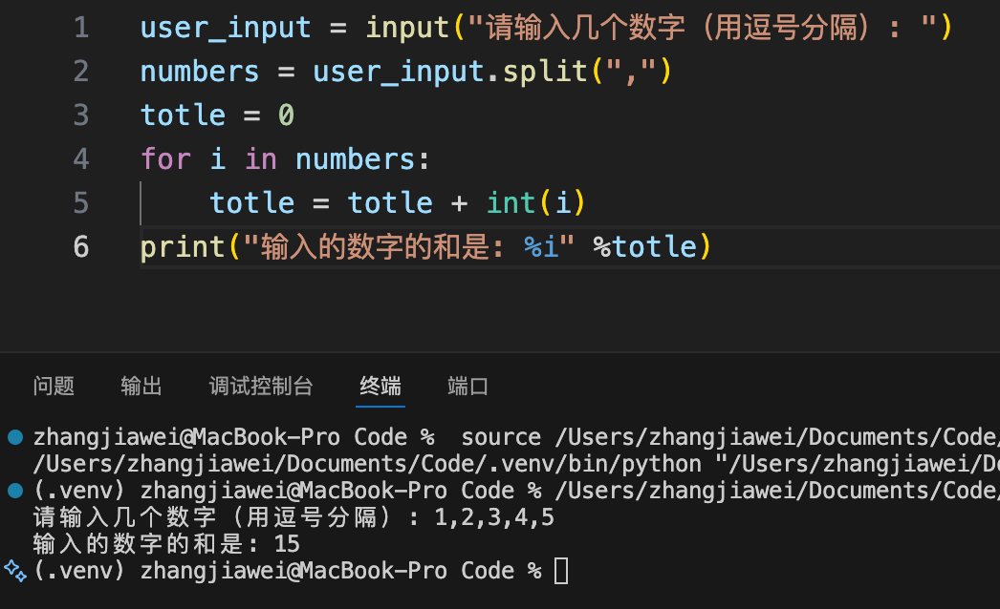 1 user_input = input("请输入几个数字（用逗号分隔）: ")
2 numbers = user_input.split(",")
3 totle = 0
4 for i in numbers:
5     totle = totle + int(i)
6 print("输入的数字的和是: %i" %totle)
问题 输出 调试控制台 终端 端口
zhangjiawei@MacBook-Pro Code %  source /Users/zhangjiawei/Documents/Code/
/Users/zhangjiawei/Documents/Code/.venv/bin/python "/Users/zhangjiawei/Do
(.venv) zhangjiawei@MacBook-Pro Code % /Users/zhangjiawei/Documents/Code/
请输入几个数字（用逗号分隔）: 1,2,3,4,5
输入的数字的和是: 15
(.venv) zhangjiawei@MacBook-Pro Code %